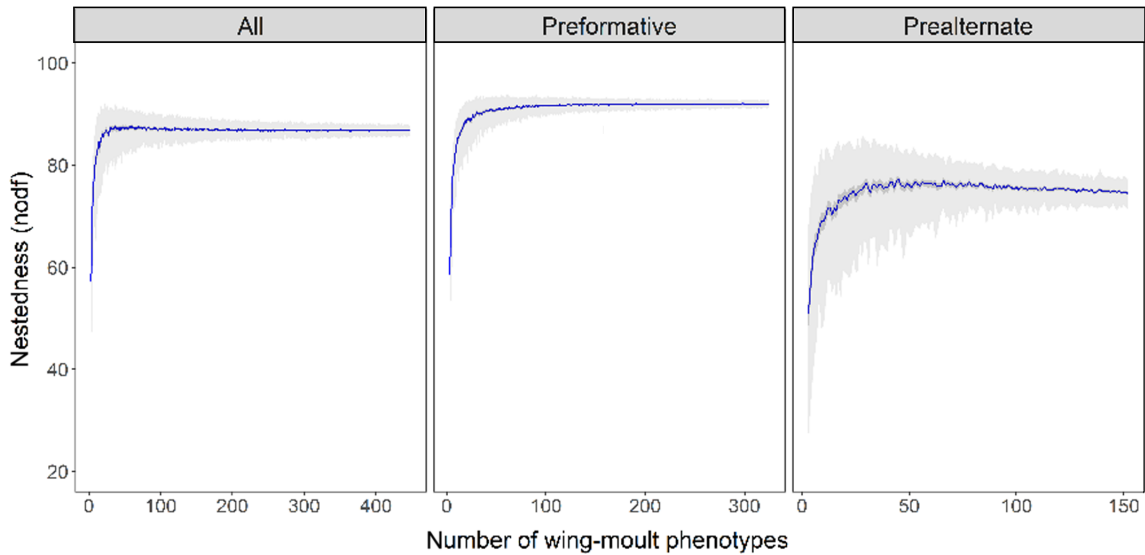 All Preformative Prealternate
Nestedness (nodf)
100
80
60
40
20
0 100 200 300 400 0 100 200 300 0 50 100 150
Number of wing-moult phenotypes